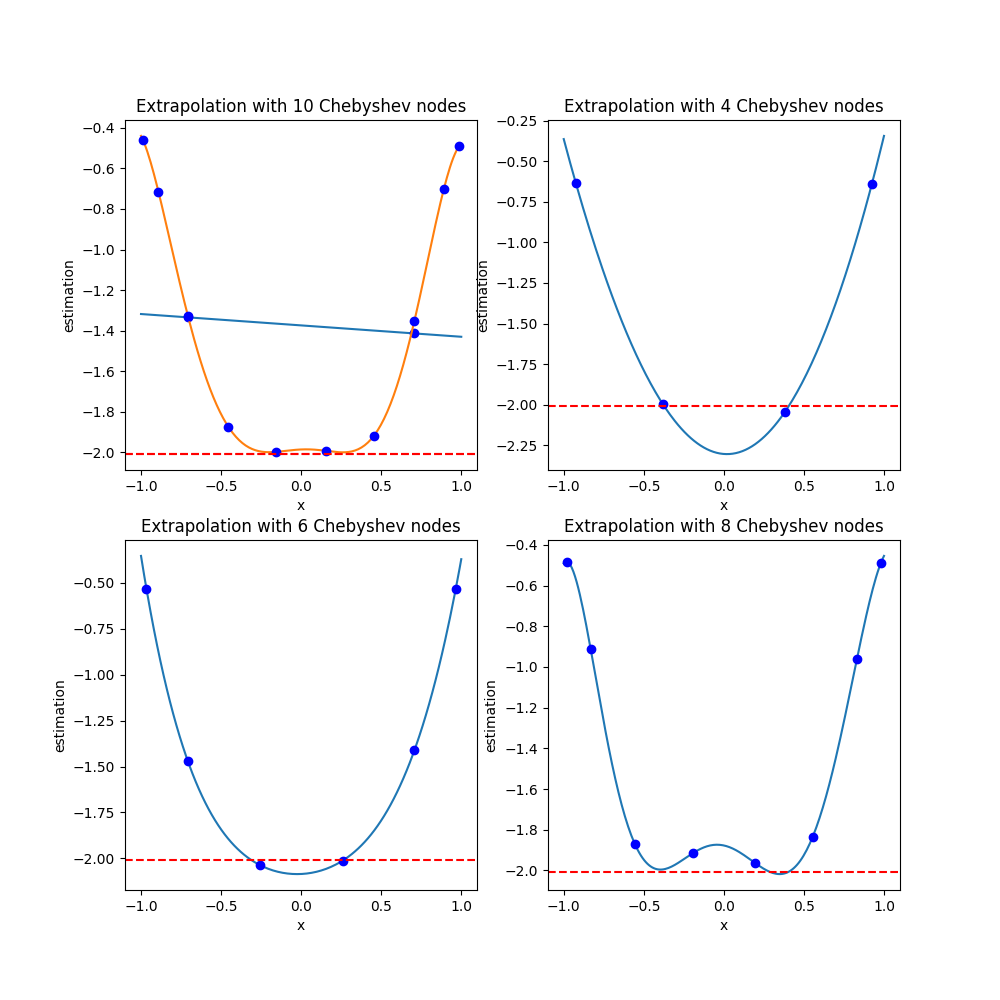 Extrapolation with 10 Chebyshev nodes
−0.4
−0.6
−0.8
−1.0
−1.2
−1.4
−1.6
−1.8
−2.0
estimation
−1.0 −0.5 0.0 0.5 1.0
x
Extrapolation with 4 Chebyshev nodes
−0.25
−0.50
−0.75
−1.00
−1.25
−1.50
−1.75
−2.00
−2.25
estimation
−1.0 −0.5 0.0 0.5 1.0
x
Extrapolation with 6 Chebyshev nodes
−0.50
−0.75
−1.00
−1.25
−1.50
−1.75
−2.00
estimation
−1.0 −0.5 0.0 0.5 1.0
x
Extrapolation with 8 Chebyshev nodes
−0.4
−0.6
−0.8
−1.0
−1.2
−1.4
−1.6
−1.8
−2.0
estimation
−1.0 −0.5 0.0 0.5 1.0
x